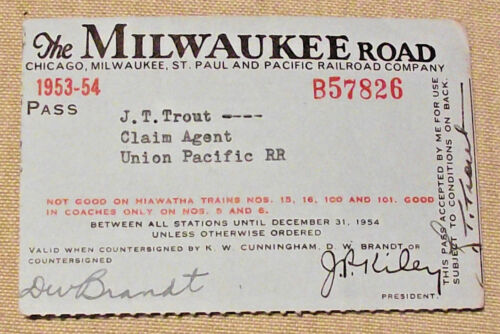 The MILWAUKEE ROAD
CHICAGO, MILWAUKEE, ST. PAUL AND PACIFIC RAILROAD COMPANY
1953-54 B57826
PASS
J.T.Trout ----
Claim Agent
Union Pacific RR
NOT GOOD ON HIAWATHA TRAINS NOS. 15, 16, 100 AND 101. GOOD
IN COACHES ONLY ON NOS. 5 AND 6.
BETWEEN ALL STATIONS UNTIL DECEMBER 31, 1954
UNLESS OTHERWISE ORDERED
VALID WHEN COUNTERSIGNED BY K. W. CUNNINGHAM, D. W. BRANDT OR
COUNTERSIGNED
DW Brandt
J.P. Kiley
PRESIDENT.
THIS PASS ACCEPTED BY ME FOR USE
SUBJECT TO CONDITIONS ON BACK.
J. T. Trout